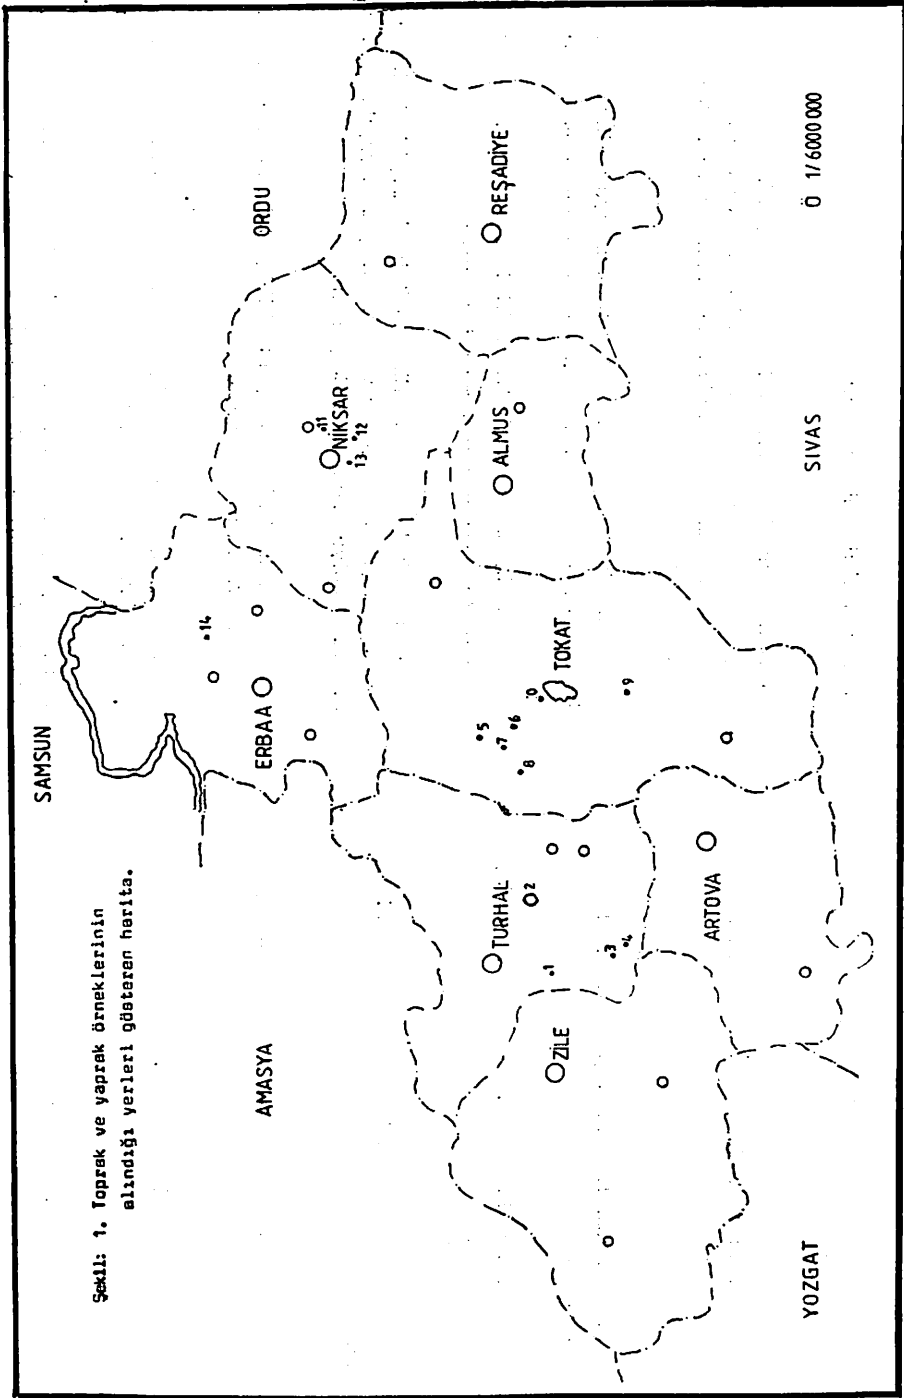 SAMSUN
ORDU
AMASYA
Şekil: 1. Toprak ve yaprak örneklerinin
alındığı yerleri gösteren harita.
ERBAA
14
NİKSAR
11
12
13
REŞADİYE
ALMUS
TOKAT
5
6
7
8
9
TURHAL
2
1
3
4
ZİLE
ARTOVA
YOZGAT
SIVAS
Ö 1/6000000